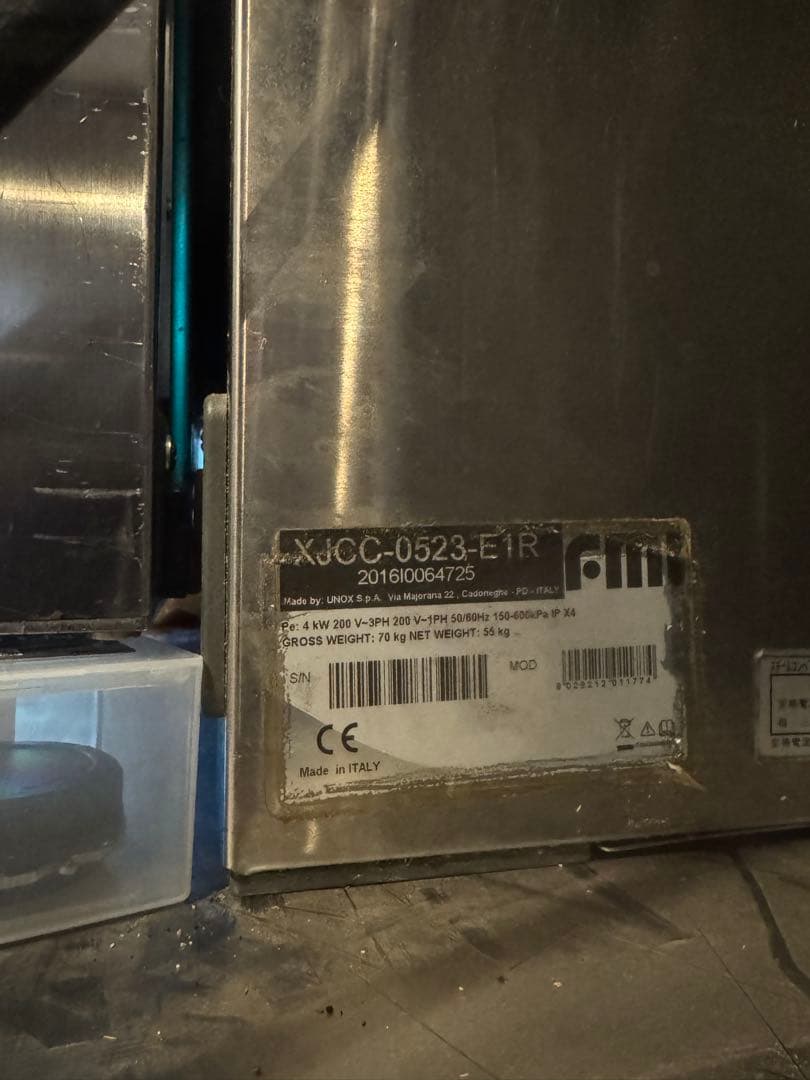 XJCC-0523-E1R
2016I0064725
Made by: UNOX S.p.A. Via Majorana 22, Cadoneghe - PD - ITALY
FMI
Pe: 4 kW 200 V~3PH 200 V~1PH 50/60Hz 150-600kPa IP X4
GROSS WEIGHT: 70 kg NET WEIGHT: 55 kg
S/N
MOD
8 029212 011774
CE
Made in ITALY